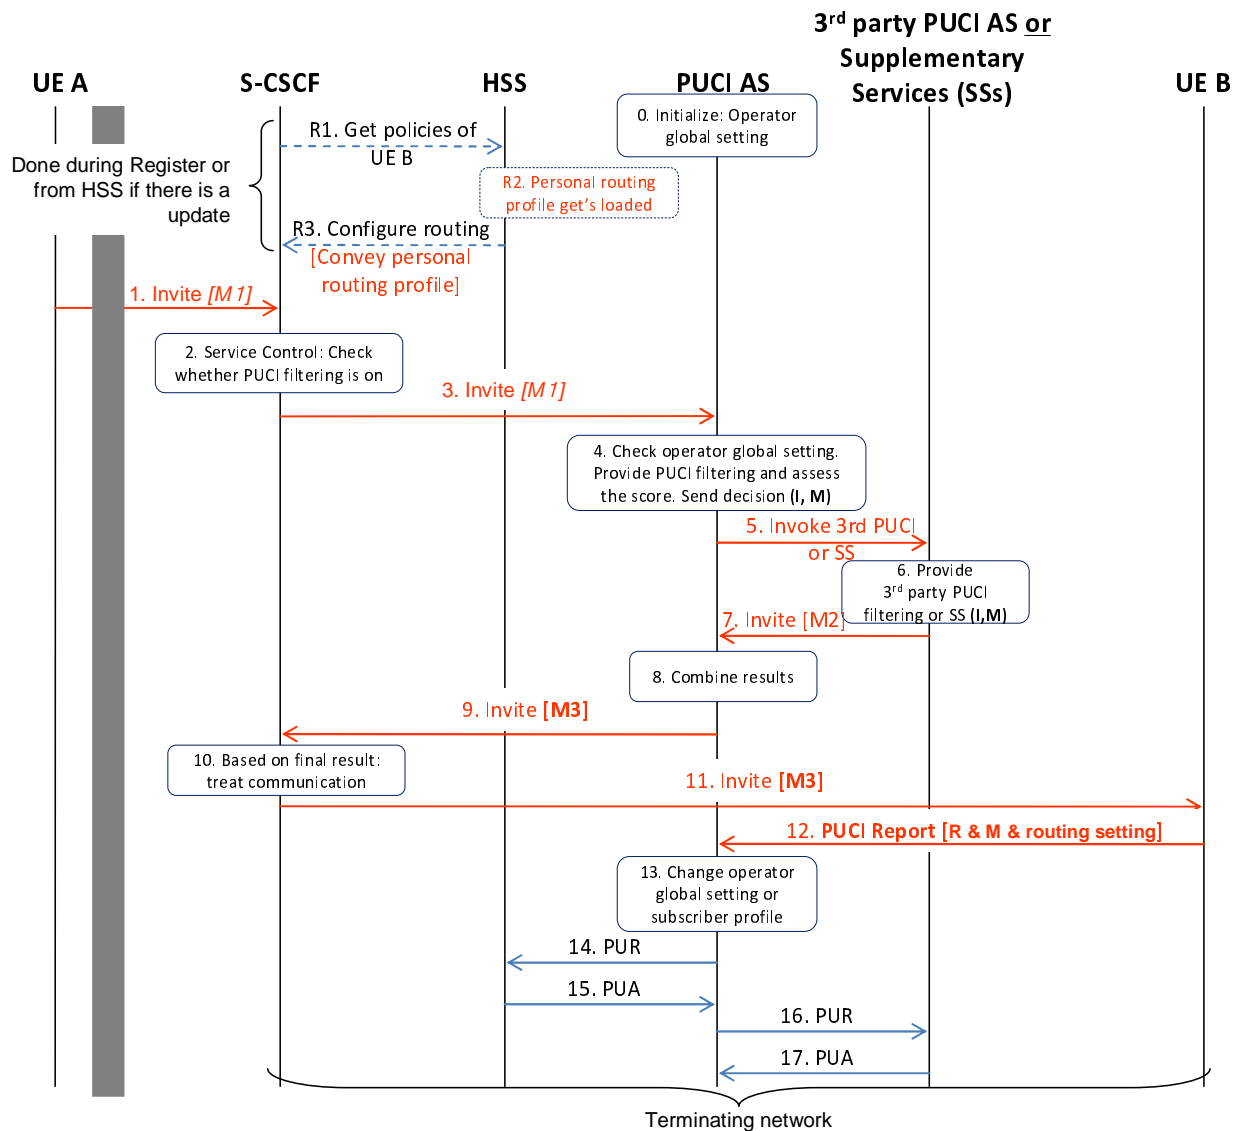 3rd party PUCI AS or
Supplementary
Services (SSs)
UE A
S-CSCF
HSS
PUCI AS
UE B
0. Initialize: Operator
global setting
R1. Get policies of
UE B
Done during Register or
from HSS if there is a
update
R2. Personal routing
profile get's loaded
R3. Configure routing
[Convey personal
routing profile]
1. Invite [M1]
2. Service Control: Check
whether PUCI filtering is on
3. Invite [M1]
4. Check operator global setting.
Provide PUCI filtering and assess
the score. Send decision (I, M)
5. Invoke 3rd PUCI
or SS
6. Provide
3rd party PUCI
filtering or SS (I,M)
7. Invite [M2]
8. Combine results
9. Invite [M3]
10. Based on final result:
treat communication
11. Invite [M3]
12. PUCI Report [R & M & routing setting]
13. Change operator
global setting or
subscriber profile
14. PUR
15. PUA
16. PUR
17. PUA
Terminating network